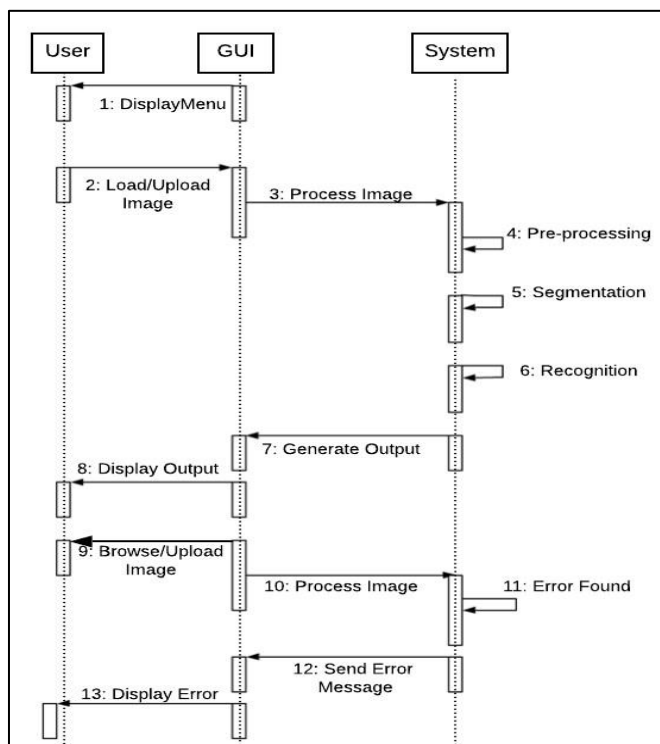 User
GUI
System
1: DisplayMenu
2: Load/Upload
Image
3: Process Image
4: Pre-processing
5: Segmentation
6: Recognition
7: Generate Output
8: Display Output
9: Browse/Upload
Image
10: Process Image
11: Error Found
12: Send Error
Message
13: Display Error